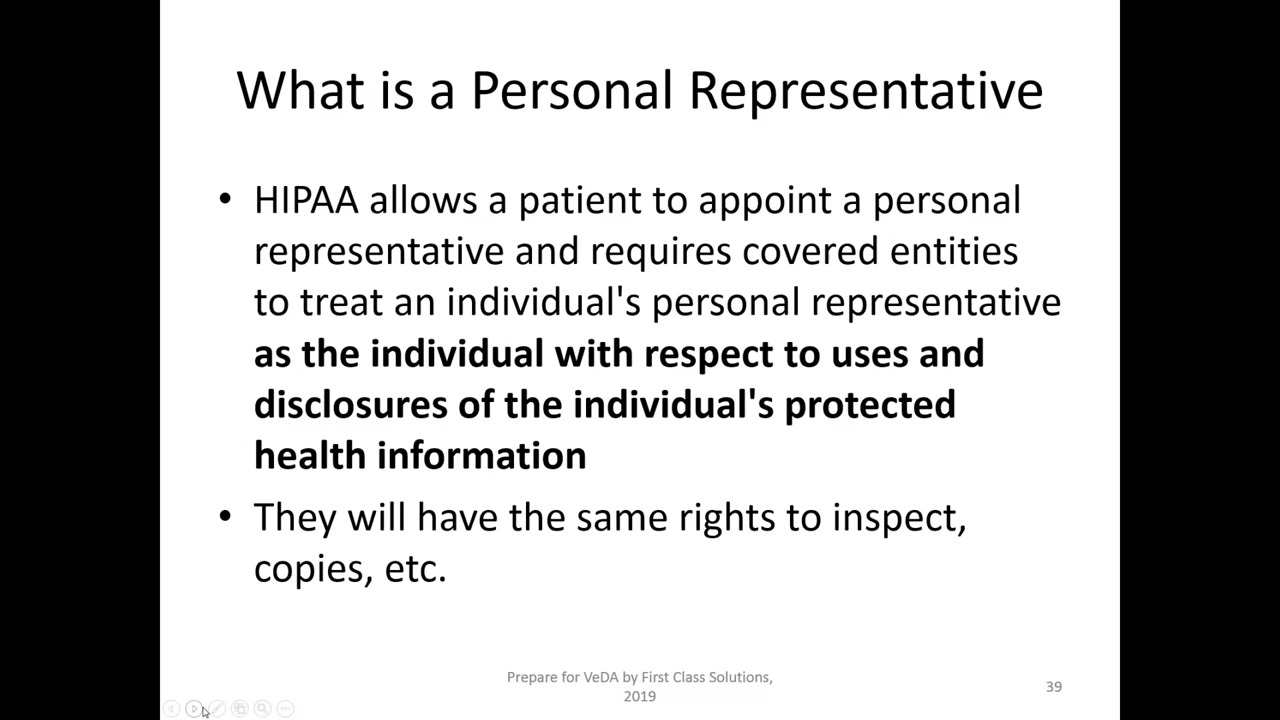 What is a Personal Representative
• HIPAA allows a patient to appoint a personal
representative and requires covered entities
to treat an individual's personal representative
as the individual with respect to uses and
disclosures of the individual's protected
health information
• They will have the same rights to inspect,
copies, etc.
Prepare for VeDA by First Class Solutions,
2019
39